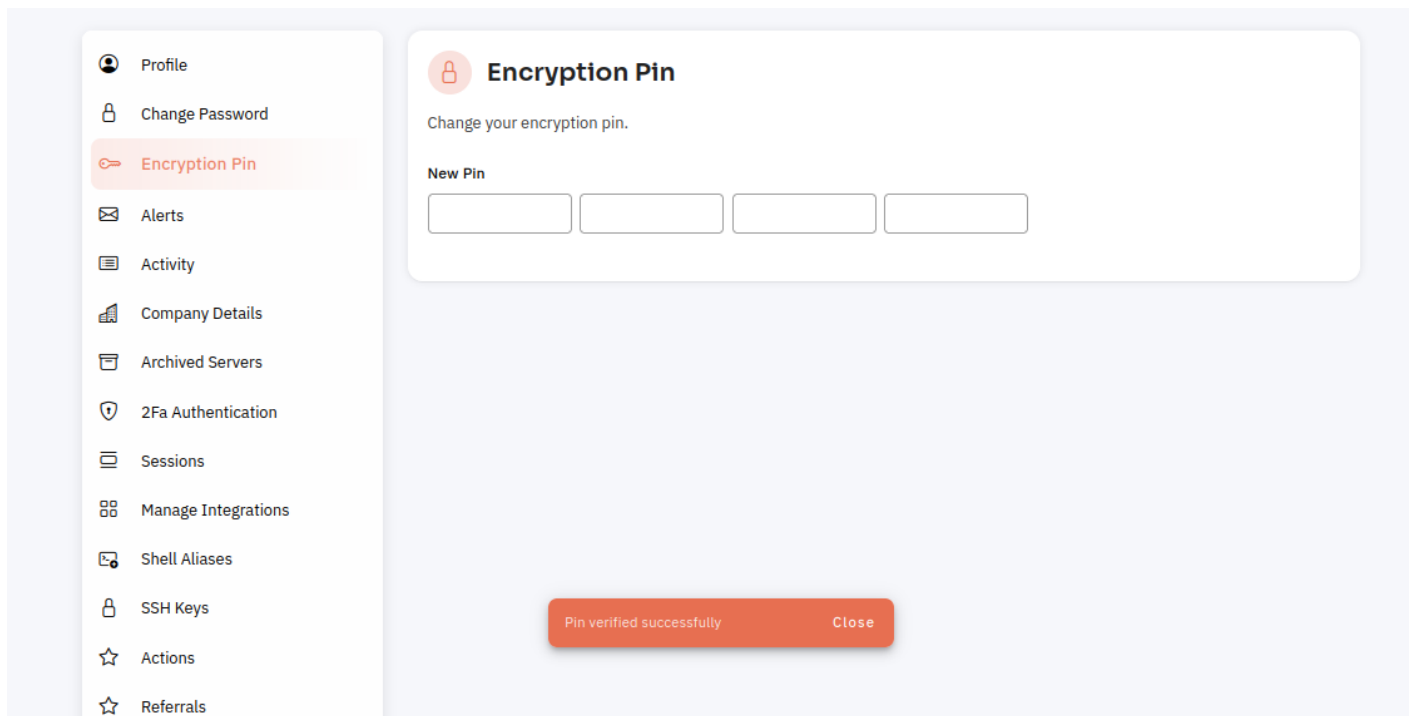 Profile
Change Password
Encryption Pin
Alerts
Activity
Company Details
Archived Servers
2Fa Authentication
Sessions
Manage Integrations
Shell Aliases
SSH Keys
Actions
Referrals
Encryption Pin
Change your encryption pin.
New Pin
Pin verified successfully Close